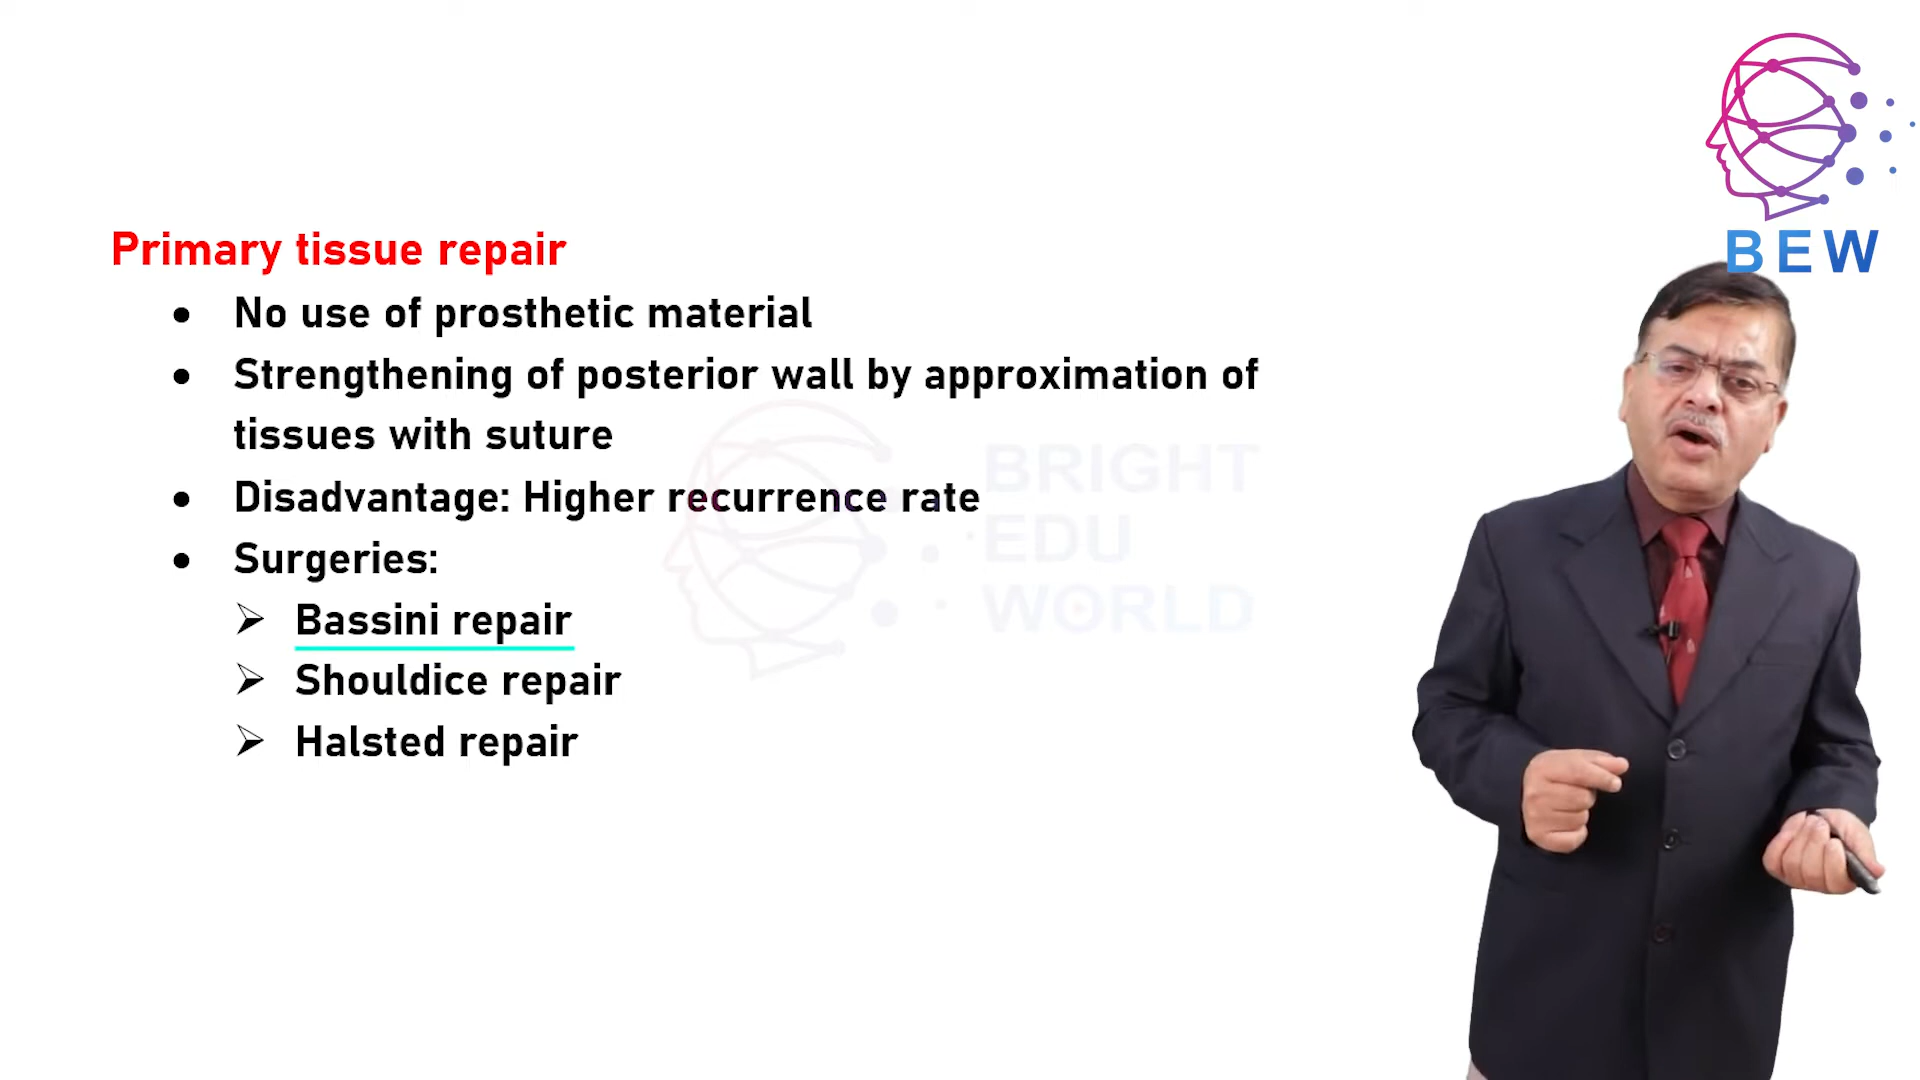 BEW
Primary tissue repair
• No use of prosthetic material
• Strengthening of posterior wall by approximation of
tissues with suture
• Disadvantage: Higher recurrence rate
• Surgeries:
➢ Bassini repair
➢ Shouldice repair
➢ Halsted repair
BRIGHT
EDU
WORLD